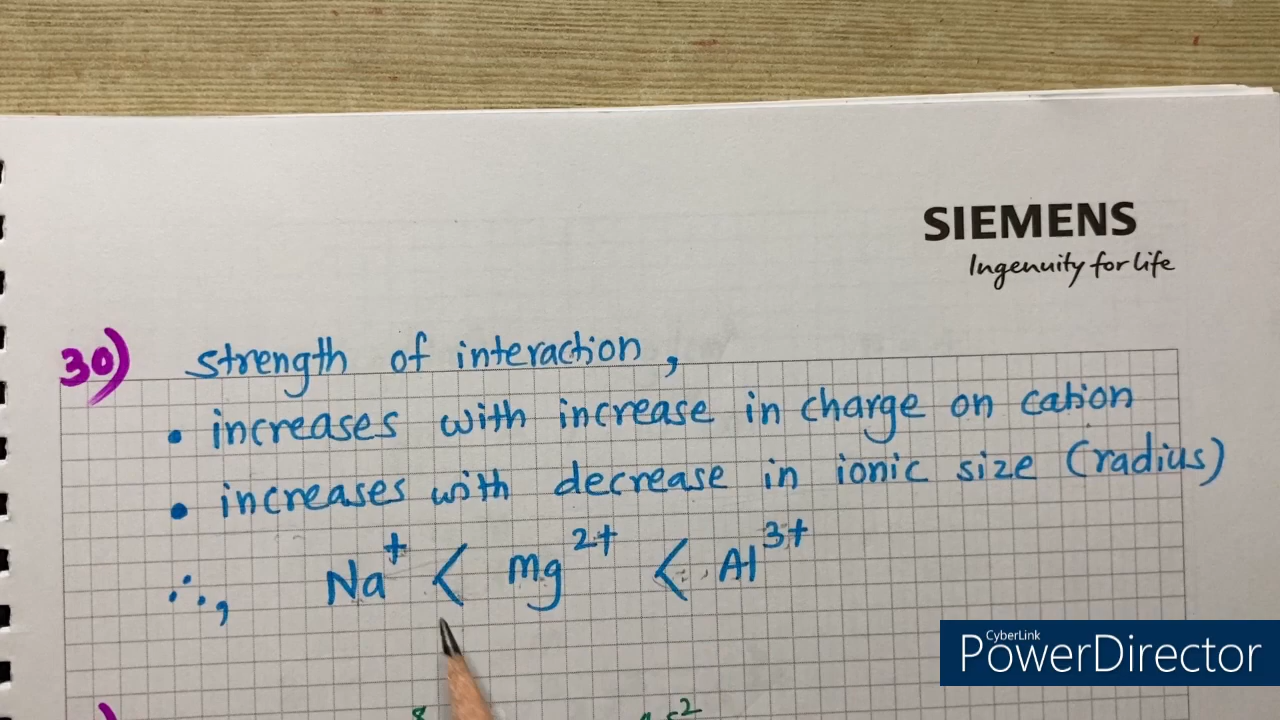 SIEMENS
Ingenuity for life
30) strength of interaction,
• increases with increase in charge on cation
• increases with decrease in ionic size (radius)
∴, Na⁺ < Mg²⁺ < Al³⁺
CyberLink
PowerDirector